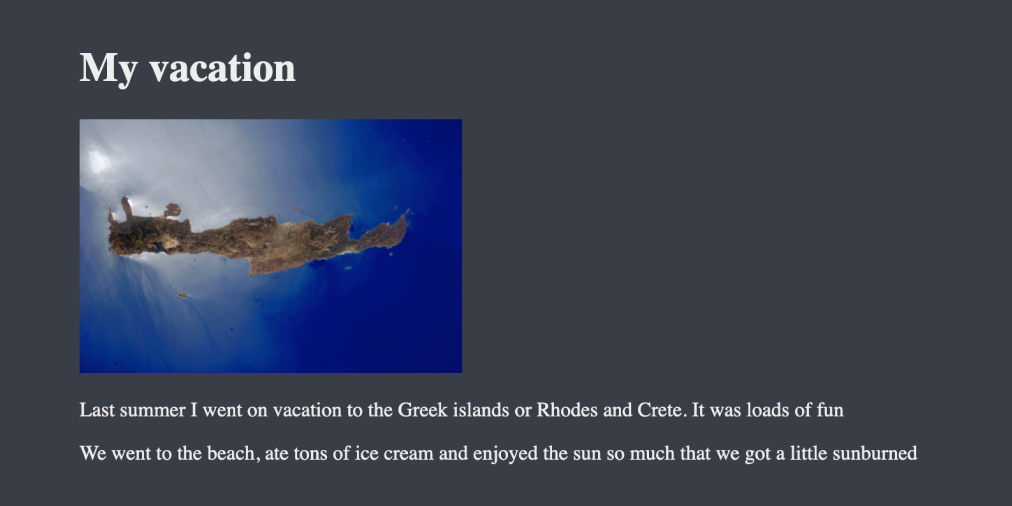 My vacation
Last summer I went on vacation to the Greek islands or Rhodes and Crete. It was loads of fun
We went to the beach, ate tons of ice cream and enjoyed the sun so much that we got a little sunburned